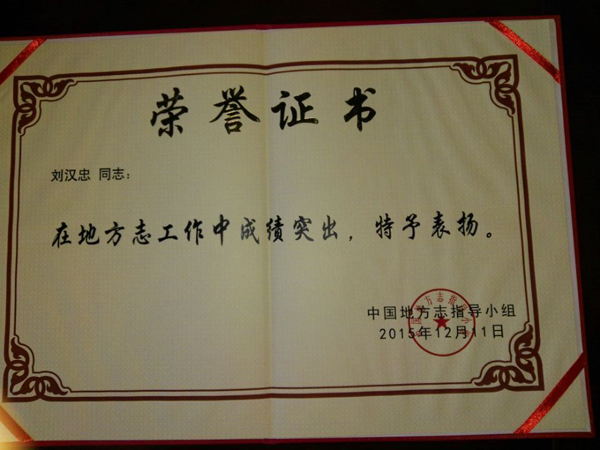 荣誉证书
刘汉忠 同志：
在地方志工作中成绩突出，特予表扬。
中国地方志指导小组
2015年12月11日